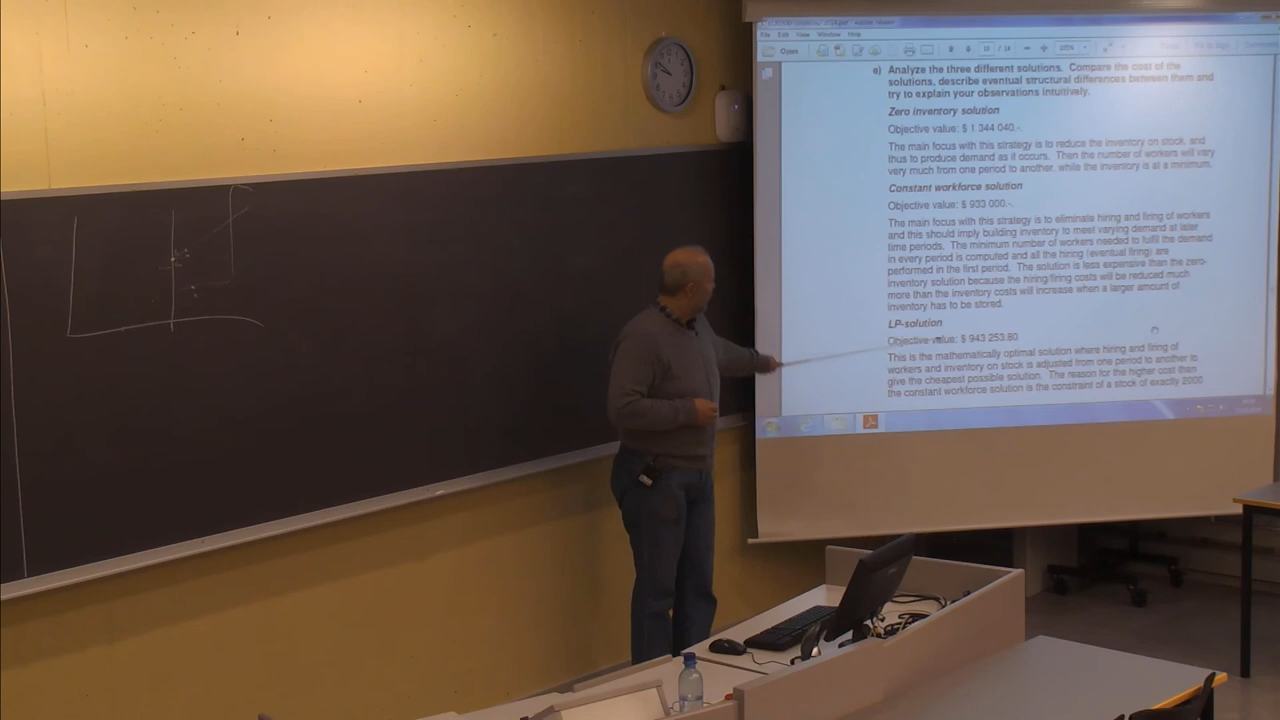 File Edit View Window Help
Open 19 / 24 105%
e) Analyze the three different solutions. Compare the cost of the
solutions, describe eventual structural differences between them and
try to explain your observations intuitively.
Zero inventory solution
Objective value: $ 1 344 040.-.
The main focus with this strategy is to reduce the inventory on stock, and
thus to produce demand as it occurs. Then the number of workers will vary
very much from one period to another, while the inventory is at a minimum.
Constant workforce solution
Objective value: $ 933 000.-.
The main focus with this strategy is to eliminate hiring and firing of workers
and this should imply building inventory to meet varying demand at later
time periods. The minimum number of workers needed to fulfill the demand
in every period is computed and all the hiring (eventual firing) are
performed in the first period. The solution is less expensive than the zero-
inventory solution because the hiring/firing costs will be reduced much
more than the inventory costs will increase when a larger amount of
inventory has to be stored.
LP-solution
Objective value: $ 943 253.80
This is the mathematically optimal solution where hiring and firing of
workers and inventory on stock is adjusted from one period to another to
give the cheapest possible solution. The reason for the higher cost than
the constant workforce solution is the constraint of a stock of exactly 2000